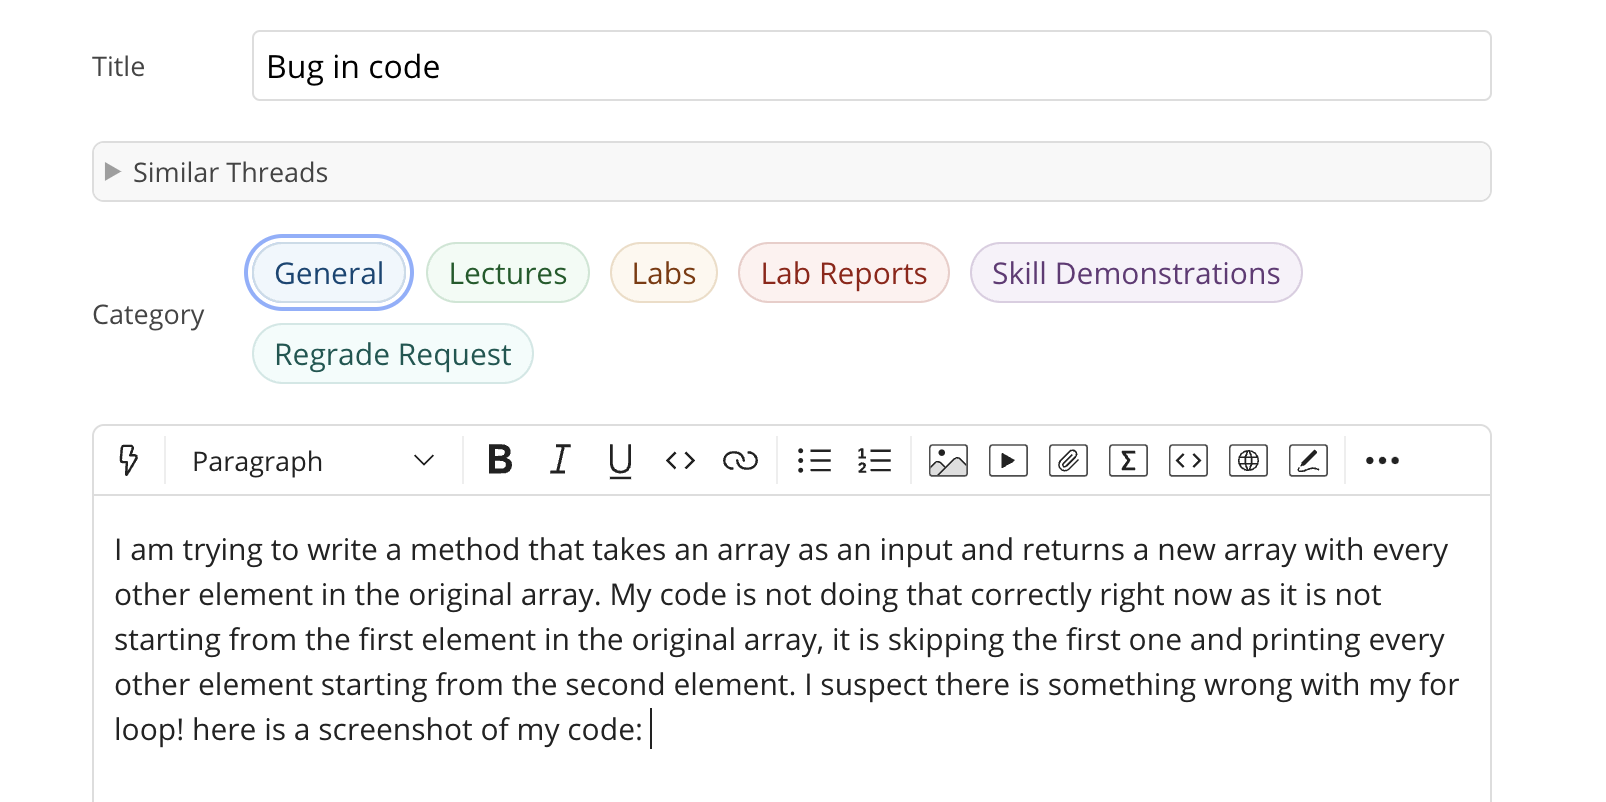 Title
Bug in code
Similar Threads
Category
General Lectures Labs Lab Reports Skill Demonstrations
Regrade Request
Paragraph B I U
I am trying to write a method that takes an array as an input and returns a new array with every
other element in the original array. My code is not doing that correctly right now as it is not
starting from the first element in the original array, it is skipping the first one and printing every
other element starting from the second element. I suspect there is something wrong with my for
loop! here is a screenshot of my code: